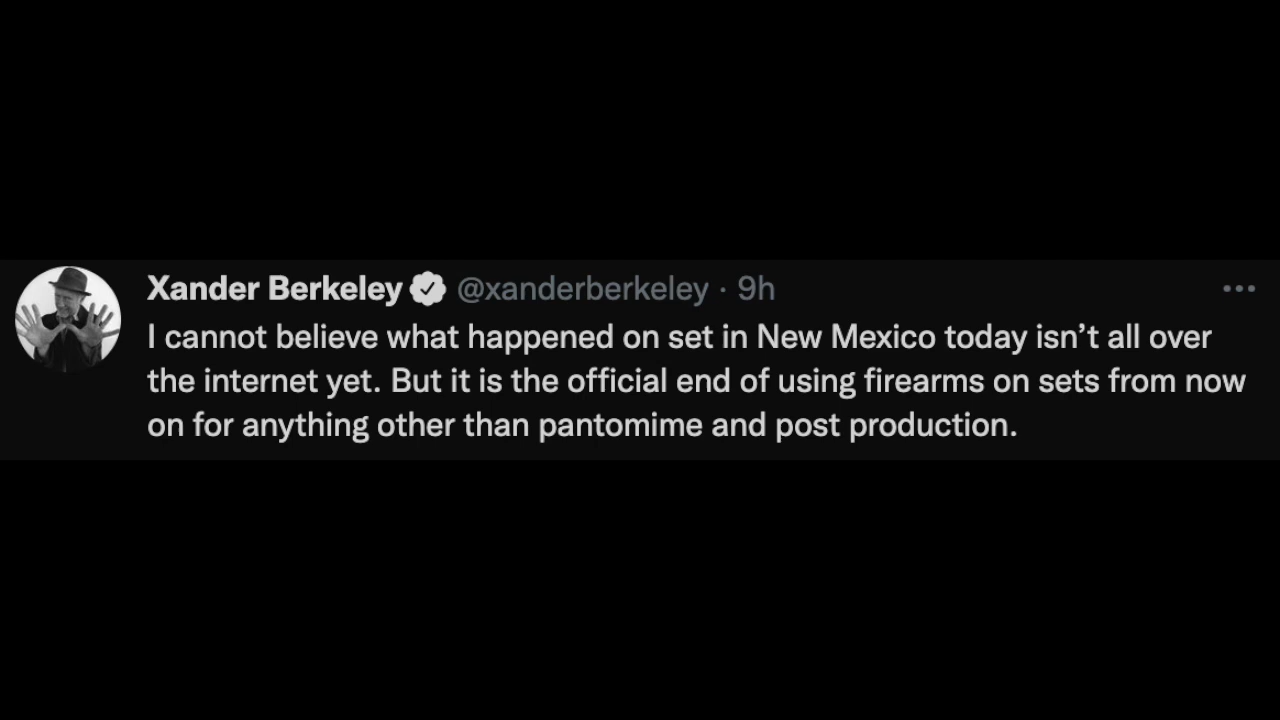 Xander Berkeley @xanderberkeley · 9h
I cannot believe what happened on set in New Mexico today isn’t all over
the internet yet. But it is the official end of using firearms on sets from now
on for anything other than pantomime and post production.